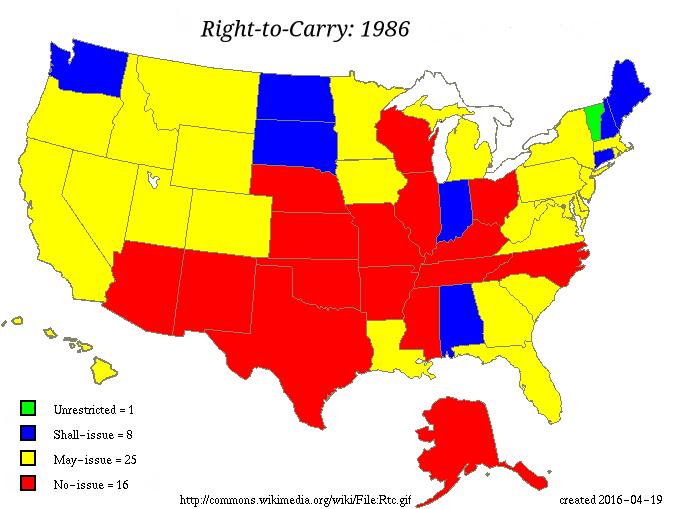 Right-to-Carry: 1986
Unrestricted = 1
Shall-issue = 8
May-issue = 25
No-issue = 16
http://commons.wikimedia.org/wiki/File:Rtc.gif
created 2016-04-19